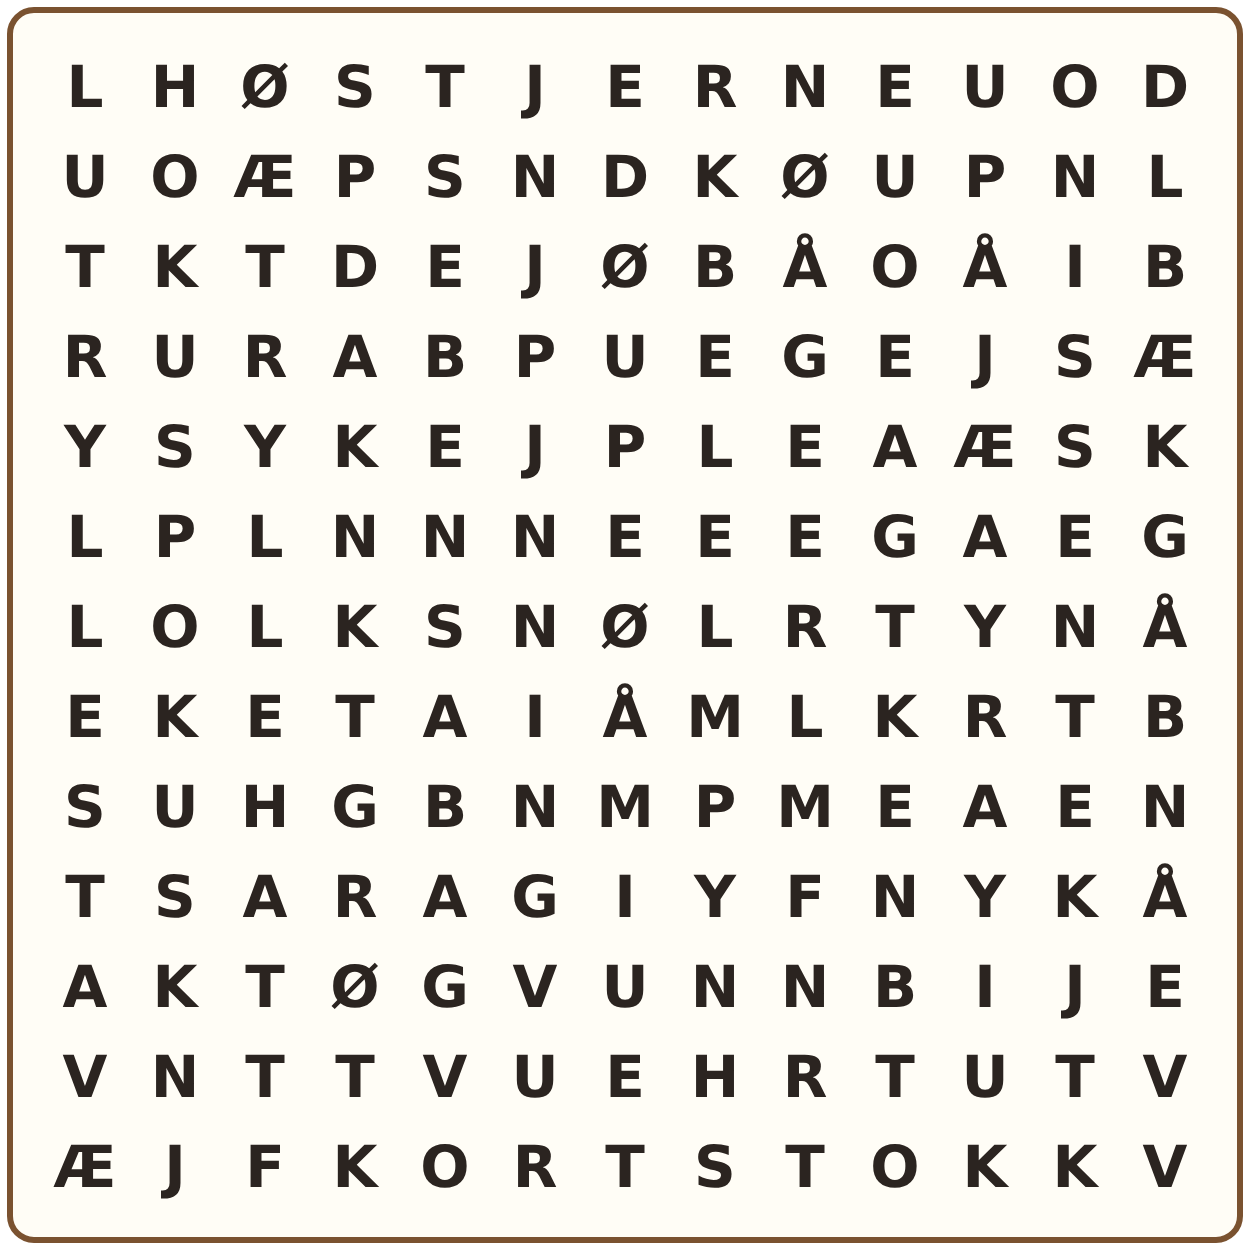 L H Ø S T J E R N E U O D
U O Æ P S N D K Ø U P N L
T K T D E J Ø B Å O Å I B
R U R A B P U E G E J S Æ
Y S Y K E J P L E A Æ S K
L P L N N N E E E G A E G
L O L K S N Ø L R T Y N Å
E K E T A I Å M L K R T B
S U H G B N M P M E A E N
T S A R A G I Y F N Y K Å
A K T Ø G V U N N B I J E
V N T T V U E H R T U T V
Æ J F K O R T S T O K K V